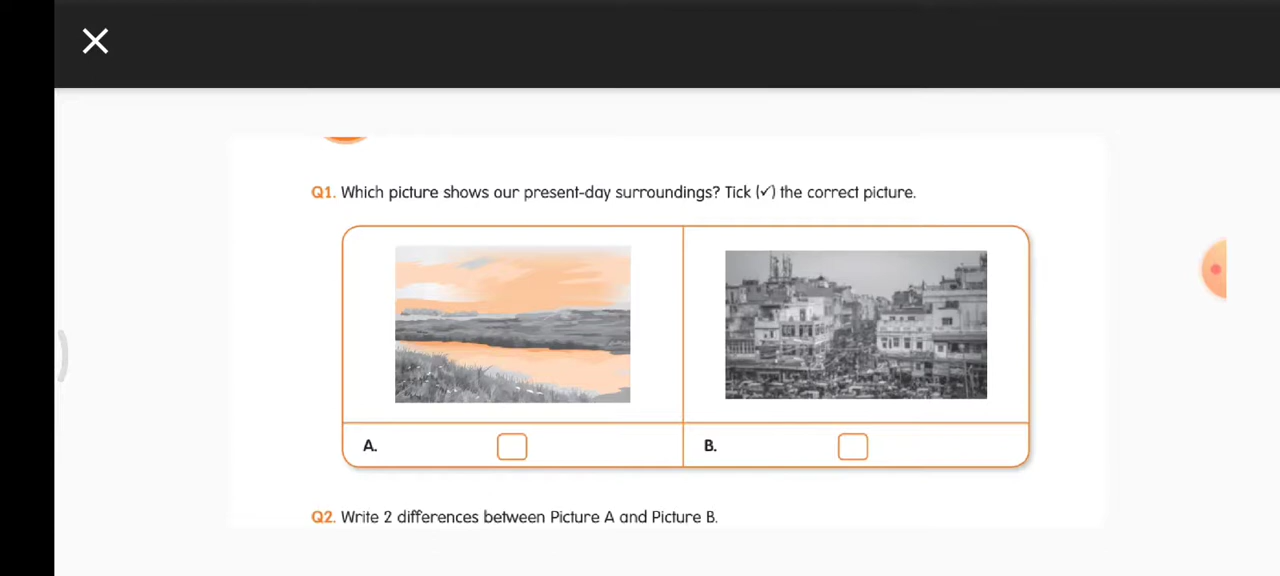 Q1. Which picture shows our present-day surroundings? Tick (✓) the correct picture.
A.
B.
Q2. Write 2 differences between Picture A and Picture B.